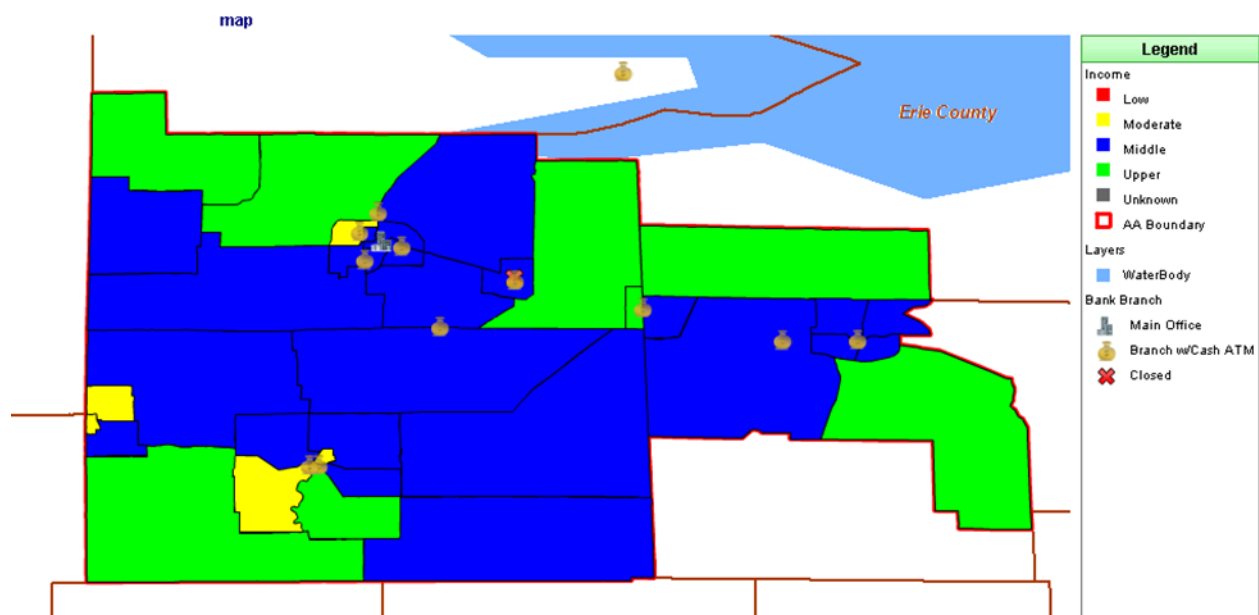 map
Erie County
Legend
Income
Low
Moderate
Middle
Upper
Unknown
AA Boundary
Layers
WaterBody
Bank Branch
Main Office
Branch w/Cash ATM
Closed